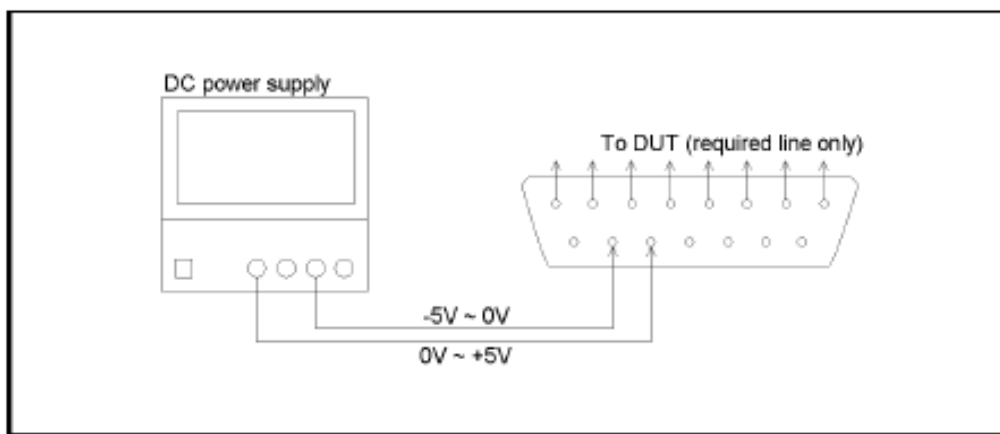 DC power supply
To DUT (required line only)
-5V ~ 0V
0V ~ +5V